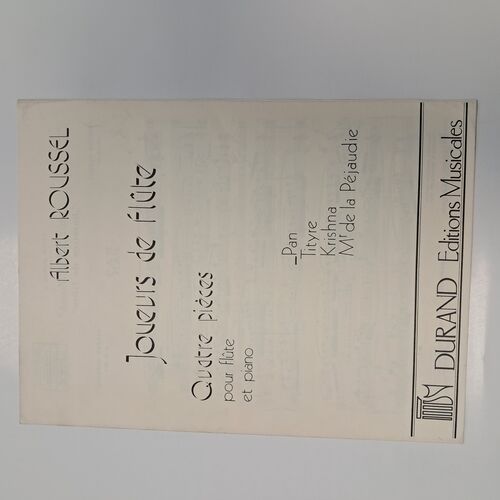 Albert ROUSSEL
Joueurs de flûte
Quatre pièces
pour flûte
et piano
_Pan
Tityre
Krishna
Mr de la Péjaudie
DURAND Editions Musicales